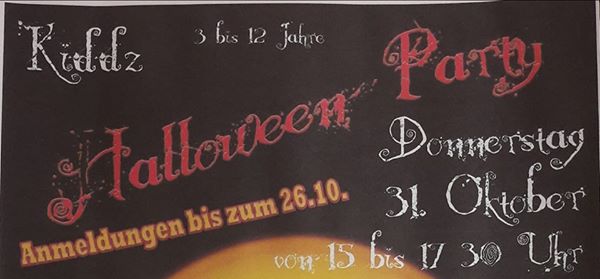 Kiddz
3 bis 12 Jahre
Halloween Party
Donnerstag
31. Oktober
Anmeldungen bis zum 26.10.
von 15 bis 17 30 Uhr